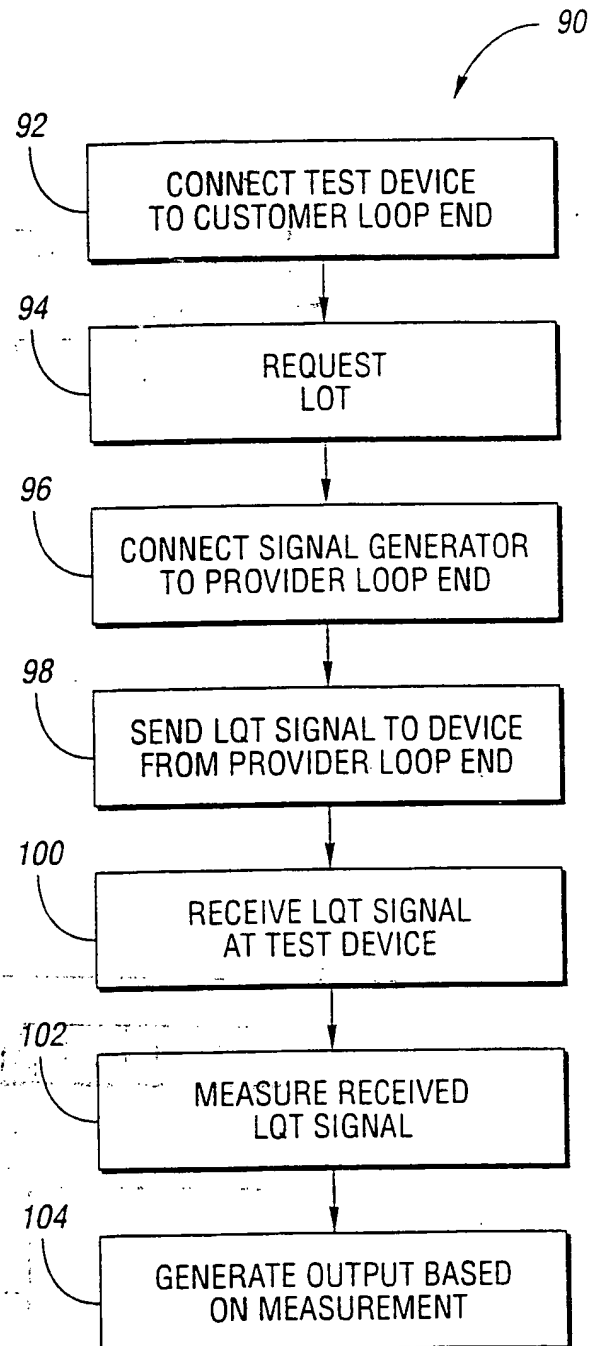 90
92
CONNECT TEST DEVICE
TO CUSTOMER LOOP END
94
REQUEST
LOT
96
CONNECT SIGNAL GENERATOR
TO PROVIDER LOOP END
98
SEND LQT SIGNAL TO DEVICE
FROM PROVIDER LOOP END
100
RECEIVE LQT SIGNAL
AT TEST DEVICE
102
MEASURE RECEIVED
LQT SIGNAL
104
GENERATE OUTPUT BASED
ON MEASUREMENT